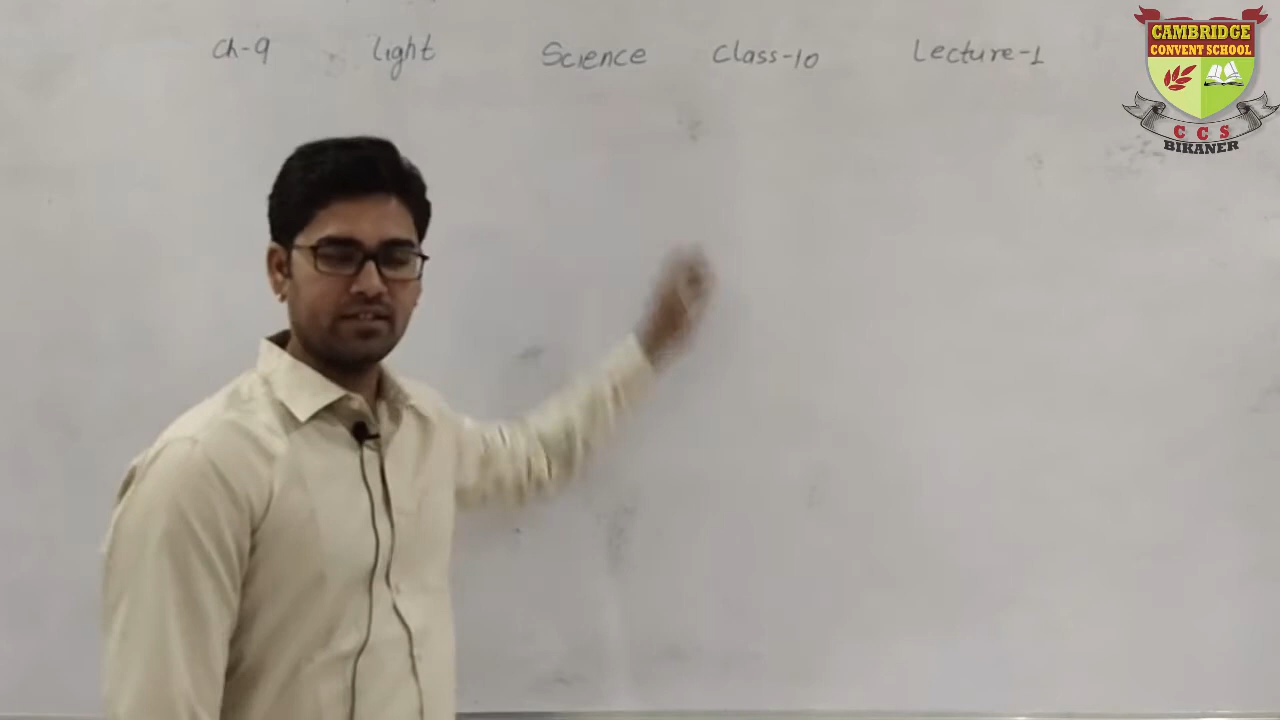 Ch-9 light Science Class-10 Lecture-1
CAMBRIDGE
CONVENT SCHOOL
C C S
BIKANER